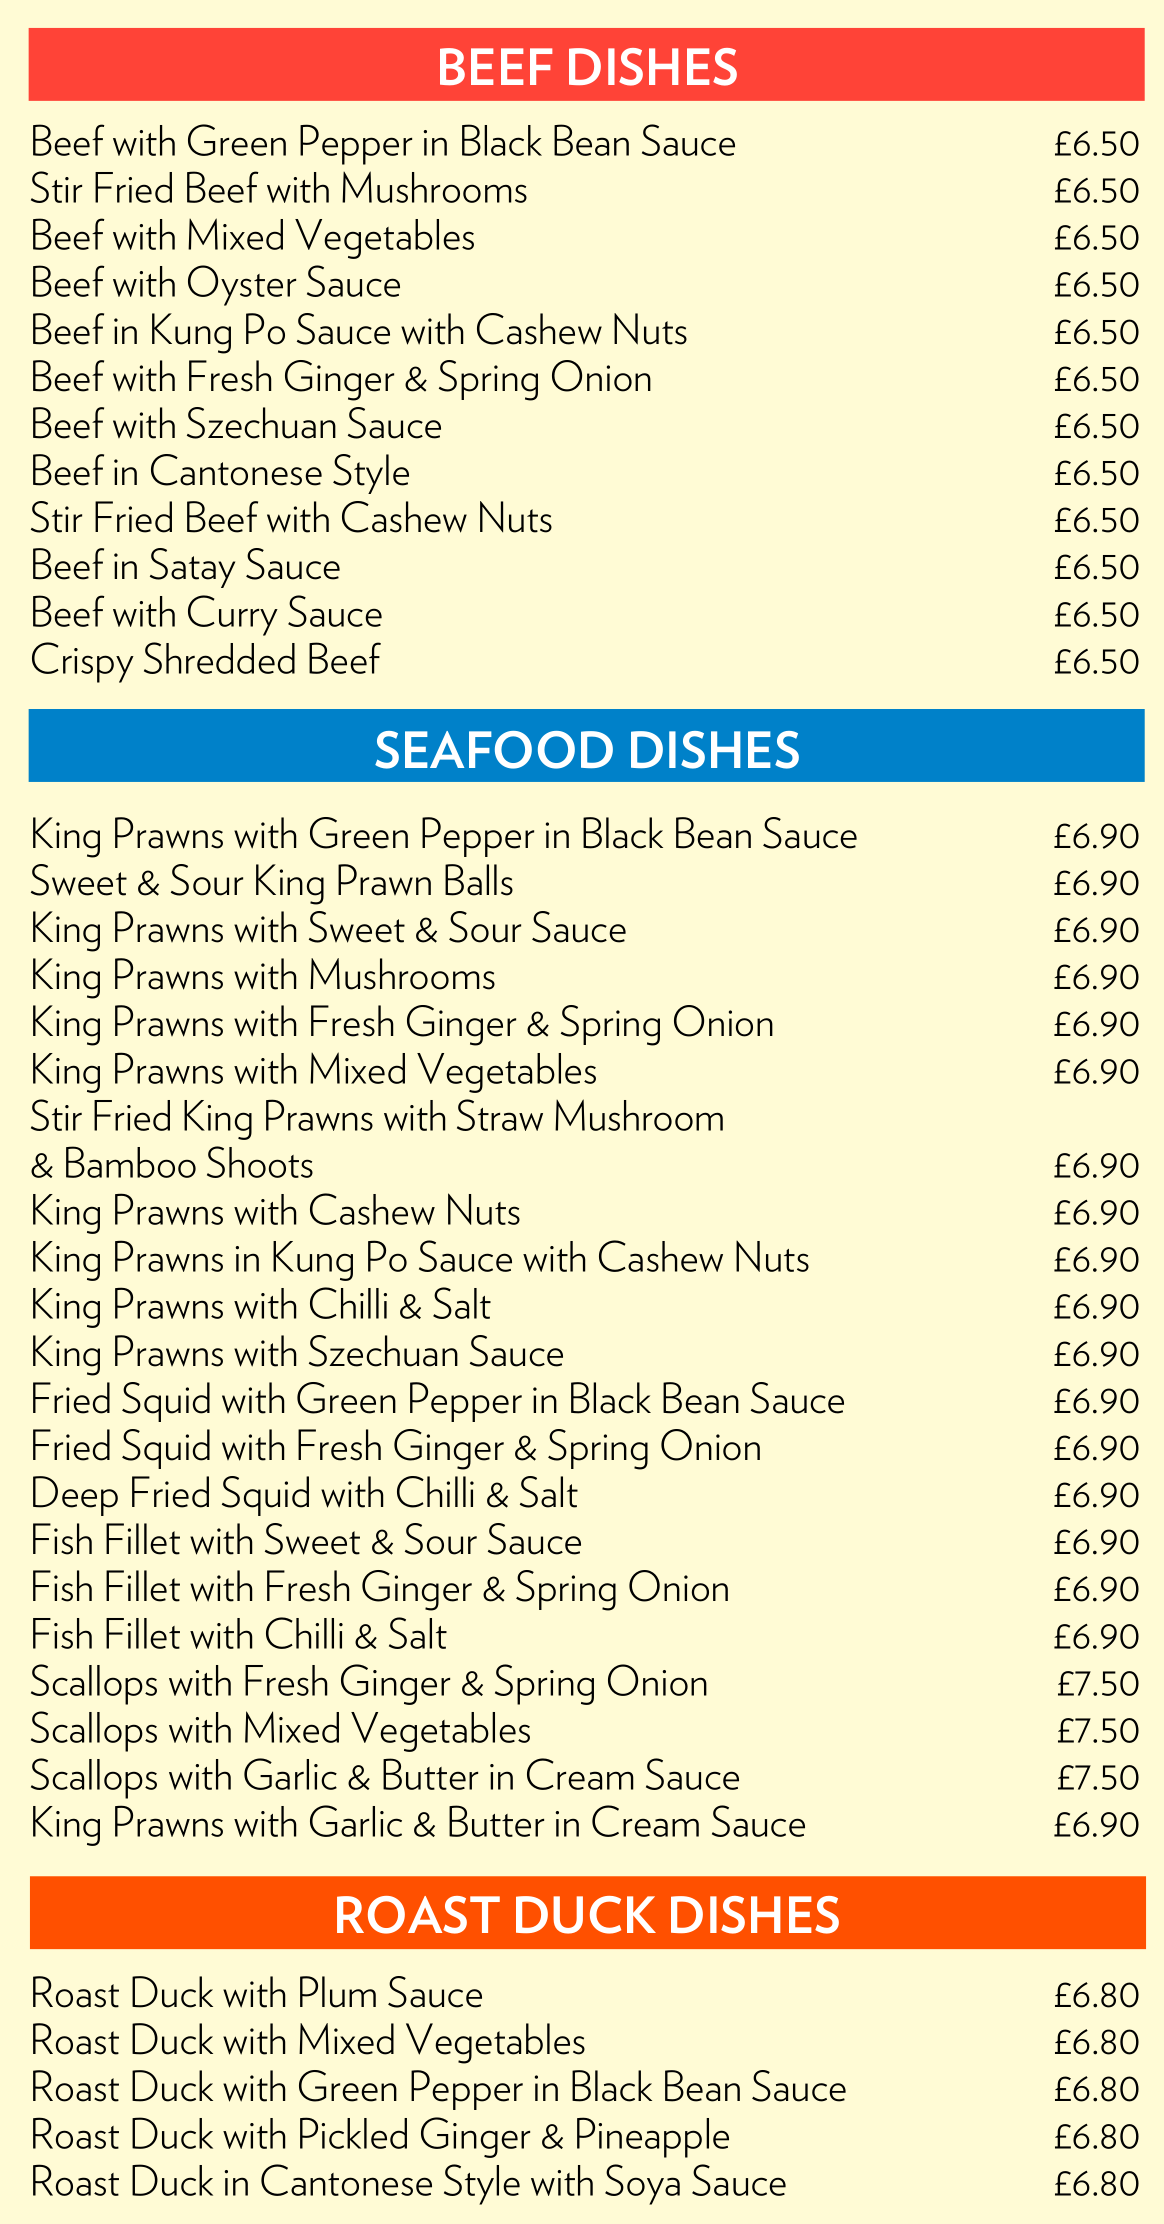 BEEF DISHES
Beef with Green Pepper in Black Bean Sauce £6.50
Stir Fried Beef with Mushrooms £6.50
Beef with Mixed Vegetables £6.50
Beef with Oyster Sauce £6.50
Beef in Kung Po Sauce with Cashew Nuts £6.50
Beef with Fresh Ginger & Spring Onion £6.50
Beef with Szechuan Sauce £6.50
Beef in Cantonese Style £6.50
Stir Fried Beef with Cashew Nuts £6.50
Beef in Satay Sauce £6.50
Beef with Curry Sauce £6.50
Crispy Shredded Beef £6.50
SEAFOOD DISHES
King Prawns with Green Pepper in Black Bean Sauce £6.90
Sweet & Sour King Prawn Balls £6.90
King Prawns with Sweet & Sour Sauce £6.90
King Prawns with Mushrooms £6.90
King Prawns with Fresh Ginger & Spring Onion £6.90
King Prawns with Mixed Vegetables £6.90
Stir Fried King Prawns with Straw Mushroom
& Bamboo Shoots £6.90
King Prawns with Cashew Nuts £6.90
King Prawns in Kung Po Sauce with Cashew Nuts £6.90
King Prawns with Chilli & Salt £6.90
King Prawns with Szechuan Sauce £6.90
Fried Squid with Green Pepper in Black Bean Sauce £6.90
Fried Squid with Fresh Ginger & Spring Onion £6.90
Deep Fried Squid with Chilli & Salt £6.90
Fish Fillet with Sweet & Sour Sauce £6.90
Fish Fillet with Fresh Ginger & Spring Onion £6.90
Fish Fillet with Chilli & Salt £6.90
Scallops with Fresh Ginger & Spring Onion £7.50
Scallops with Mixed Vegetables £7.50
Scallops with Garlic & Butter in Cream Sauce £7.50
King Prawns with Garlic & Butter in Cream Sauce £6.90
ROAST DUCK DISHES
Roast Duck with Plum Sauce £6.80
Roast Duck with Mixed Vegetables £6.80
Roast Duck with Green Pepper in Black Bean Sauce £6.80
Roast Duck with Pickled Ginger & Pineapple £6.80
Roast Duck in Cantonese Style with Soya Sauce £6.80